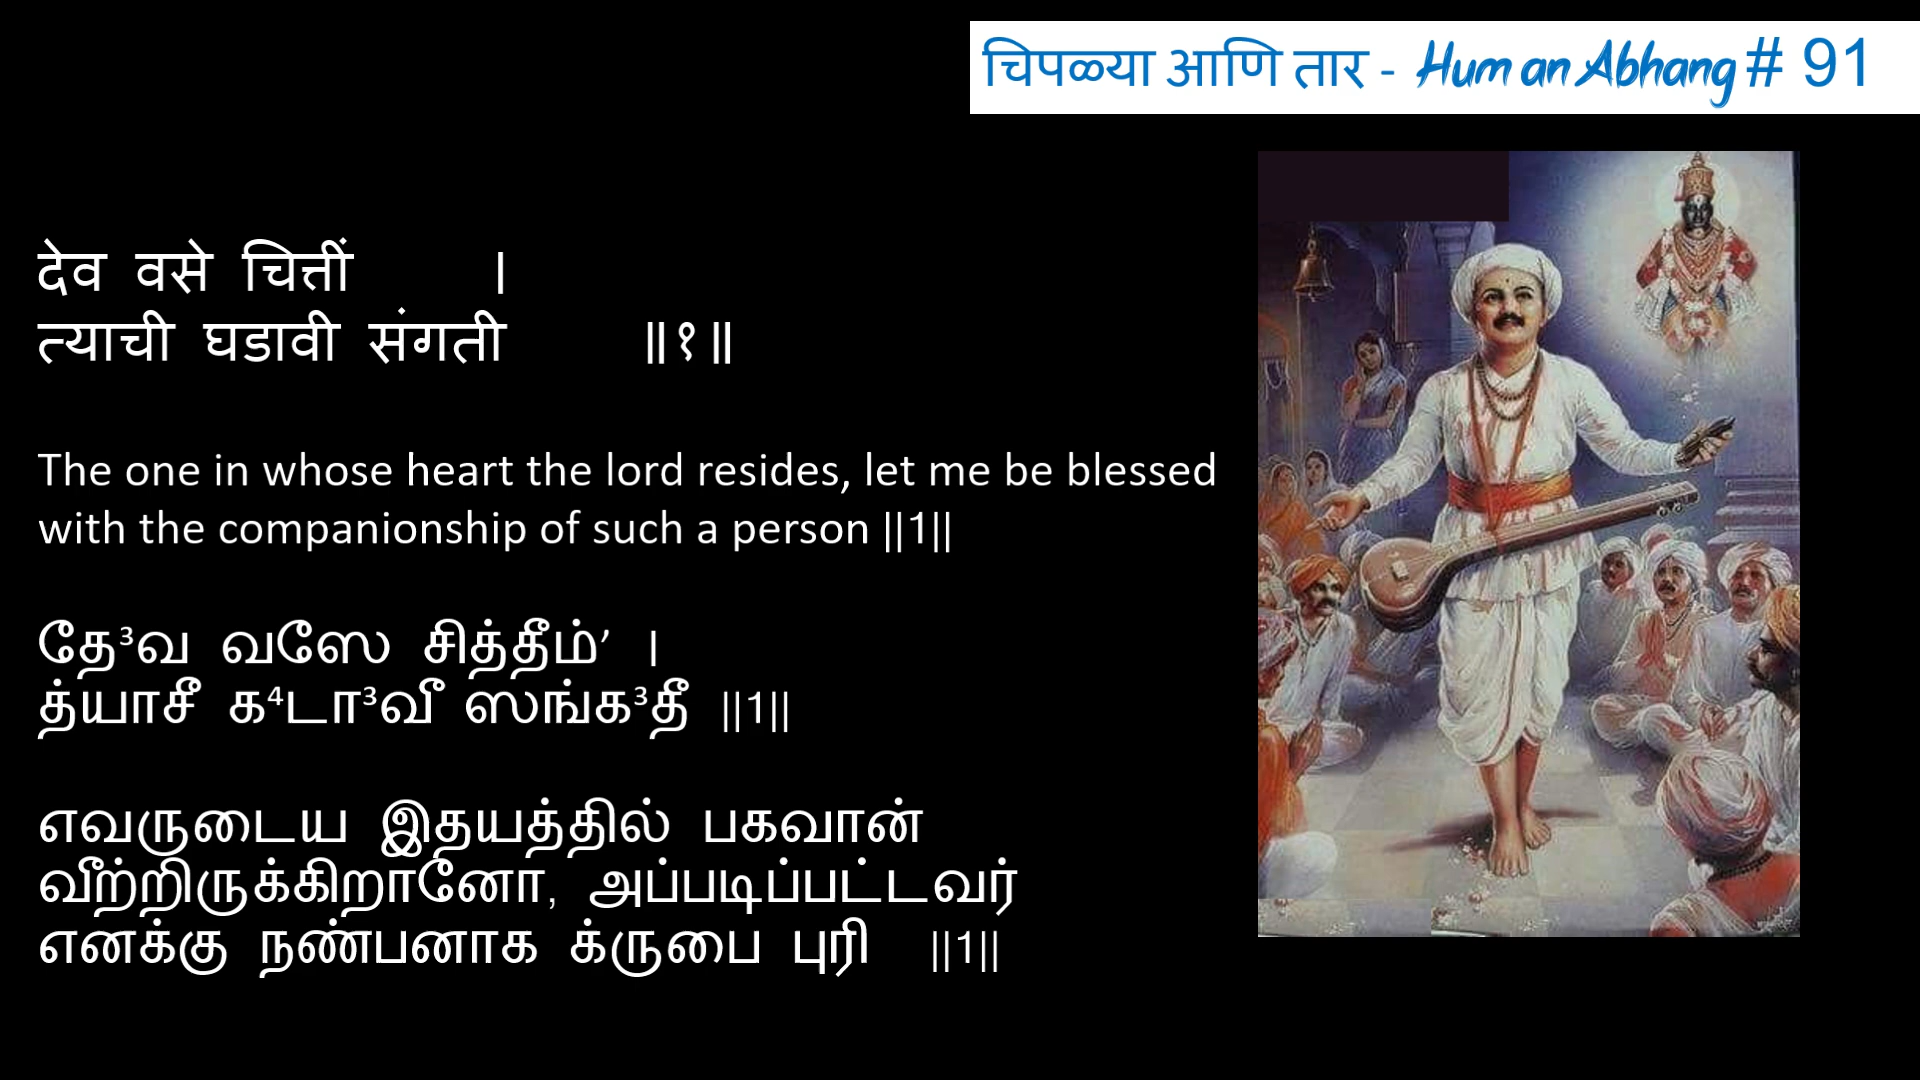 चिपळ्या आणि तार - Hum an Abhang # 91
देव वसे चित्तीं ।
त्याची घडावी संगती ॥१॥
The one in whose heart the lord resides, let me be blessed
with the companionship of such a person ||1||
தே³வ வஸே சித்தீம்’ ।
த்யாசீ க⁴டா³வீ ஸங்க³தீ ||1||
எவருடைய இதயத்தில் பகவான்
வீற்றிருக்கிறானோ, அப்படிப்பட்டவர்
எனக்கு நண்பனாக க்ருபை புரி ||1||